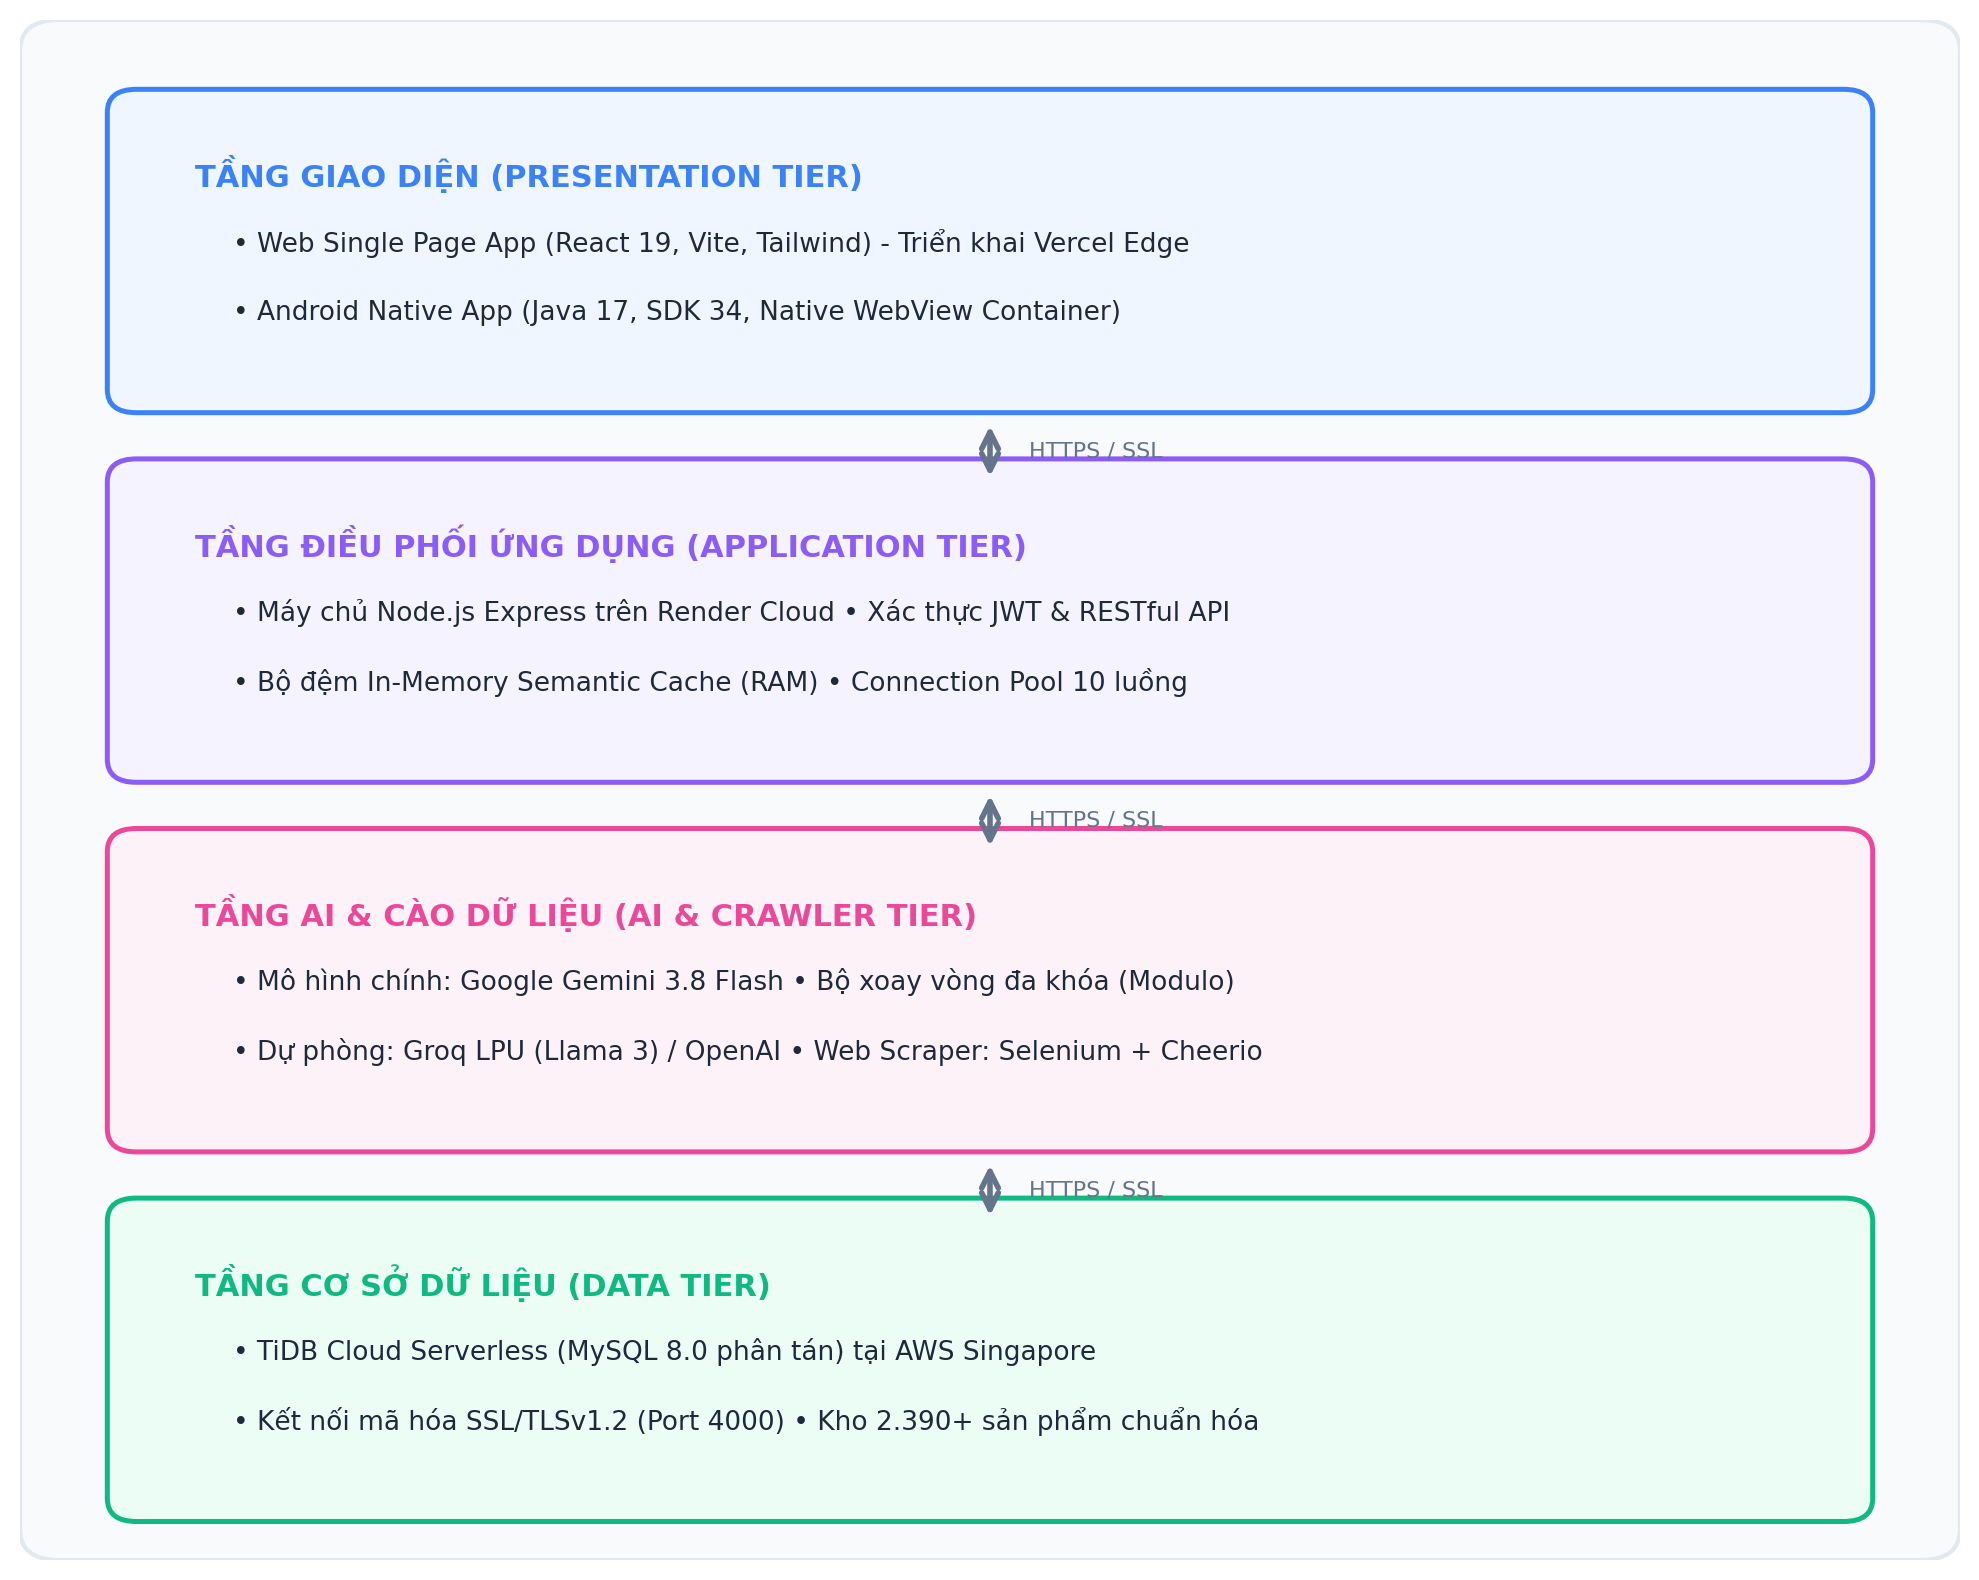 TẦNG GIAO DIỆN (PRESENTATION TIER)
• Web Single Page App (React 19, Vite, Tailwind) - Triển khai Vercel Edge
• Android Native App (Java 17, SDK 34, Native WebView Container)
HTTPS / SSL
TẦNG ĐIỀU PHỐI ỨNG DỤNG (APPLICATION TIER)
• Máy chủ Node.js Express trên Render Cloud • Xác thực JWT & RESTful API
• Bộ đệm In-Memory Semantic Cache (RAM) • Connection Pool 10 luồng
HTTPS / SSL
TẦNG AI & CÀO DỮ LIỆU (AI & CRAWLER TIER)
• Mô hình chính: Google Gemini 3.8 Flash • Bộ xoay vòng đa khóa (Modulo)
• Dự phòng: Groq LPU (Llama 3) / OpenAI • Web Scraper: Selenium + Cheerio
HTTPS / SSL
TẦNG CƠ SỞ DỮ LIỆU (DATA TIER)
• TiDB Cloud Serverless (MySQL 8.0 phân tán) tại AWS Singapore
• Kết nối mã hóa SSL/TLSv1.2 (Port 4000) • Kho 2.390+ sản phẩm chuẩn hóa